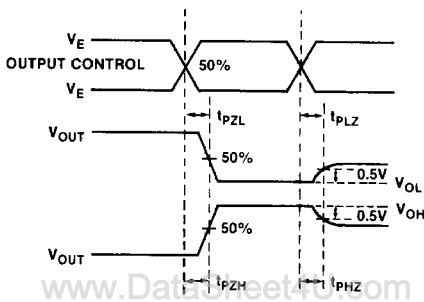 V_E
OUTPUT CONTROL
50%
V_E
t_PZL
t_PLZ
V_OUT
50%
0.5V
V_OL
V_OH
0.5V
50%
V_OUT
t_PZH
t_PHZ
www.DataSheet4U.com